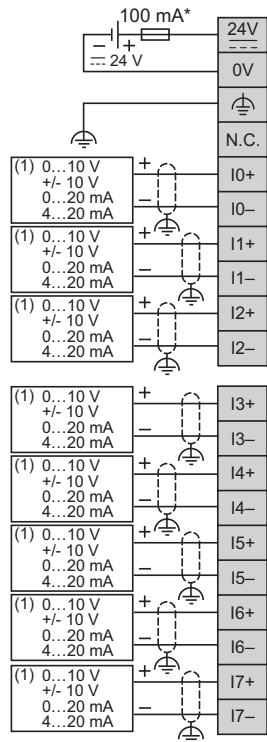 100 mA*
24V
– +
⎓ 24 V
0V
N.C.
(1) 0...10 V
+/- 10 V
0...20 mA
4...20 mA
+
–
I0+
I0–
(1) 0...10 V
+/- 10 V
0...20 mA
4...20 mA
+
–
I1+
I1–
(1) 0...10 V
+/- 10 V
0...20 mA
4...20 mA
+
–
I2+
I2–
(1) 0...10 V
+/- 10 V
0...20 mA
4...20 mA
+
–
I3+
I3–
(1) 0...10 V
+/- 10 V
0...20 mA
4...20 mA
+
–
I4+
I4–
(1) 0...10 V
+/- 10 V
0...20 mA
4...20 mA
+
–
I5+
I5–
(1) 0...10 V
+/- 10 V
0...20 mA
4...20 mA
+
–
I6+
I6–
(1) 0...10 V
+/- 10 V
0...20 mA
4...20 mA
+
–
I7+
I7–